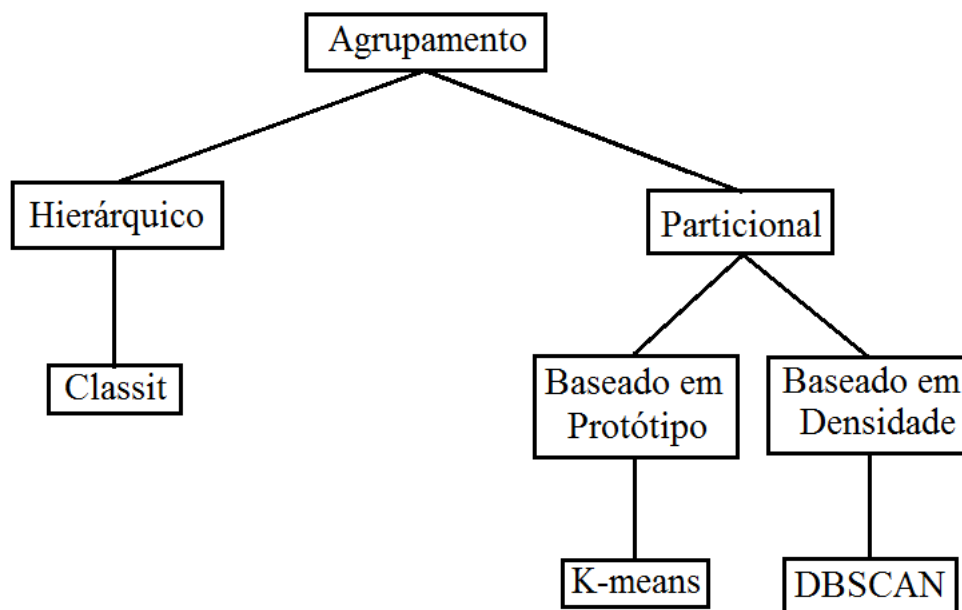 Agrupamento
Hierárquico
Particional
Classit
Baseado em
Protótipo
Baseado em
Densidade
K-means
DBSCAN